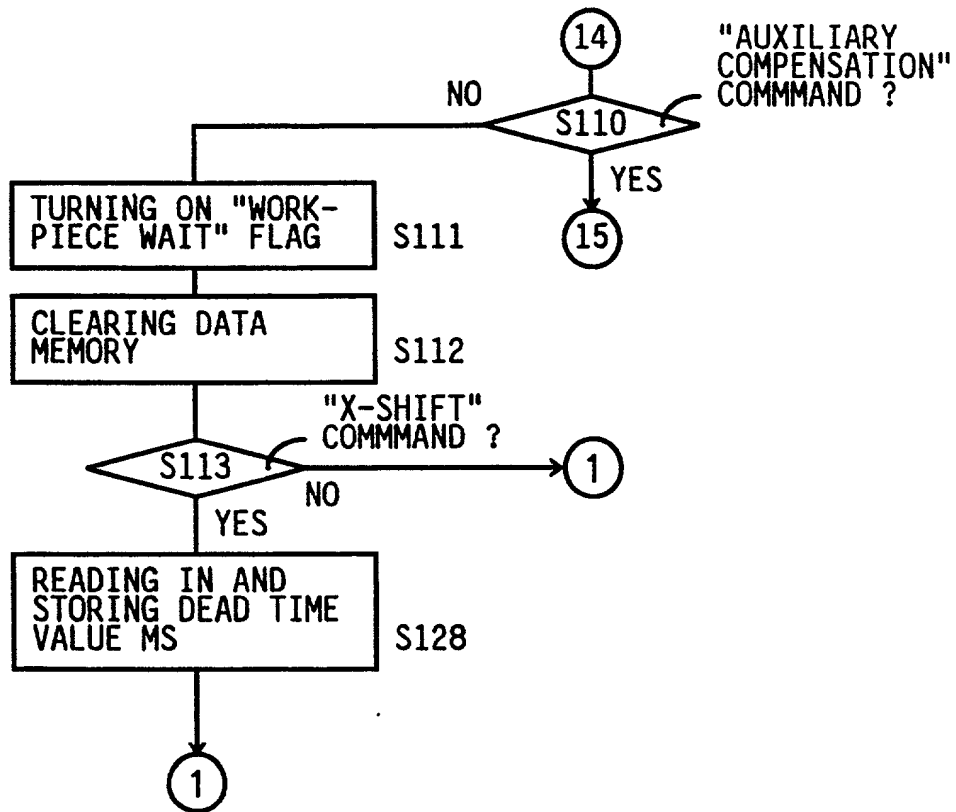 14
"AUXILIARY
COMPENSATION"
COMMMAND ?
NO
S110
YES
15
TURNING ON "WORK-
PIECE WAIT" FLAG
S111
CLEARING DATA
MEMORY
S112
"X-SHIFT"
COMMMAND ?
S113
NO
1
YES
READING IN AND
STORING DEAD TIME
VALUE MS
S128
1